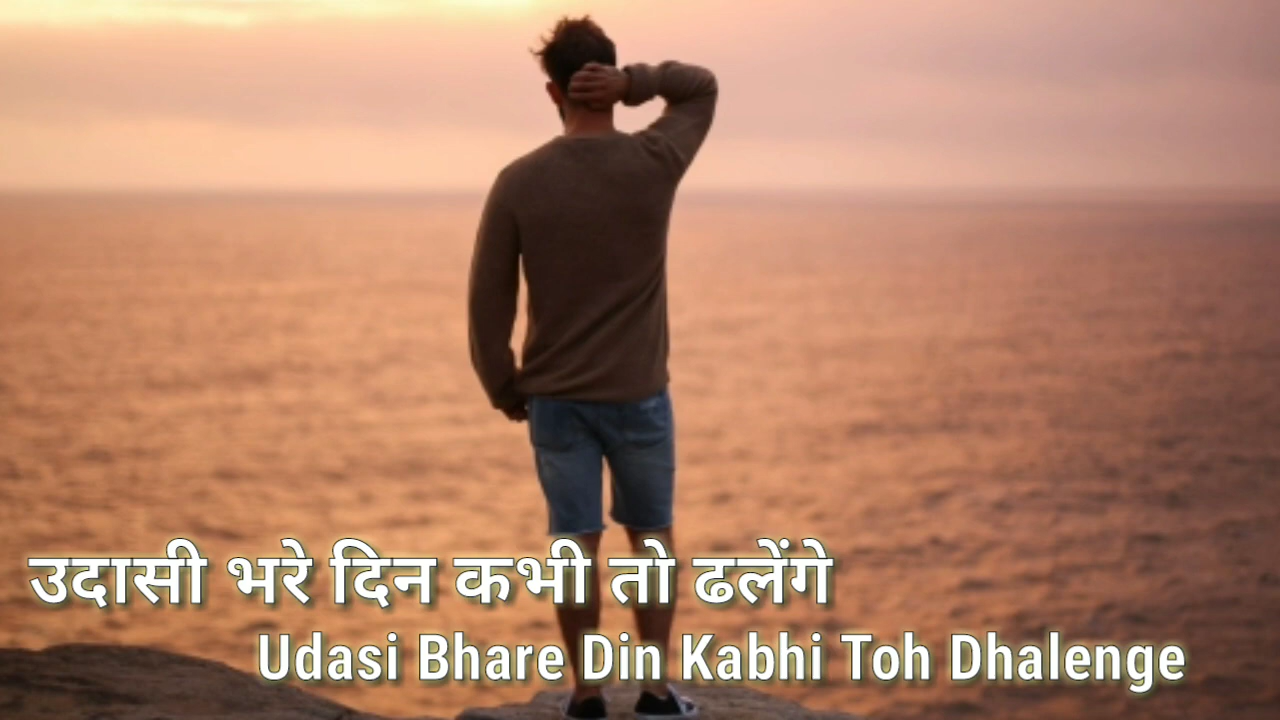 उदासी भरे दिन कभी तो ढलेंगे
Udasi Bhare Din Kabhi Toh Dhalenge